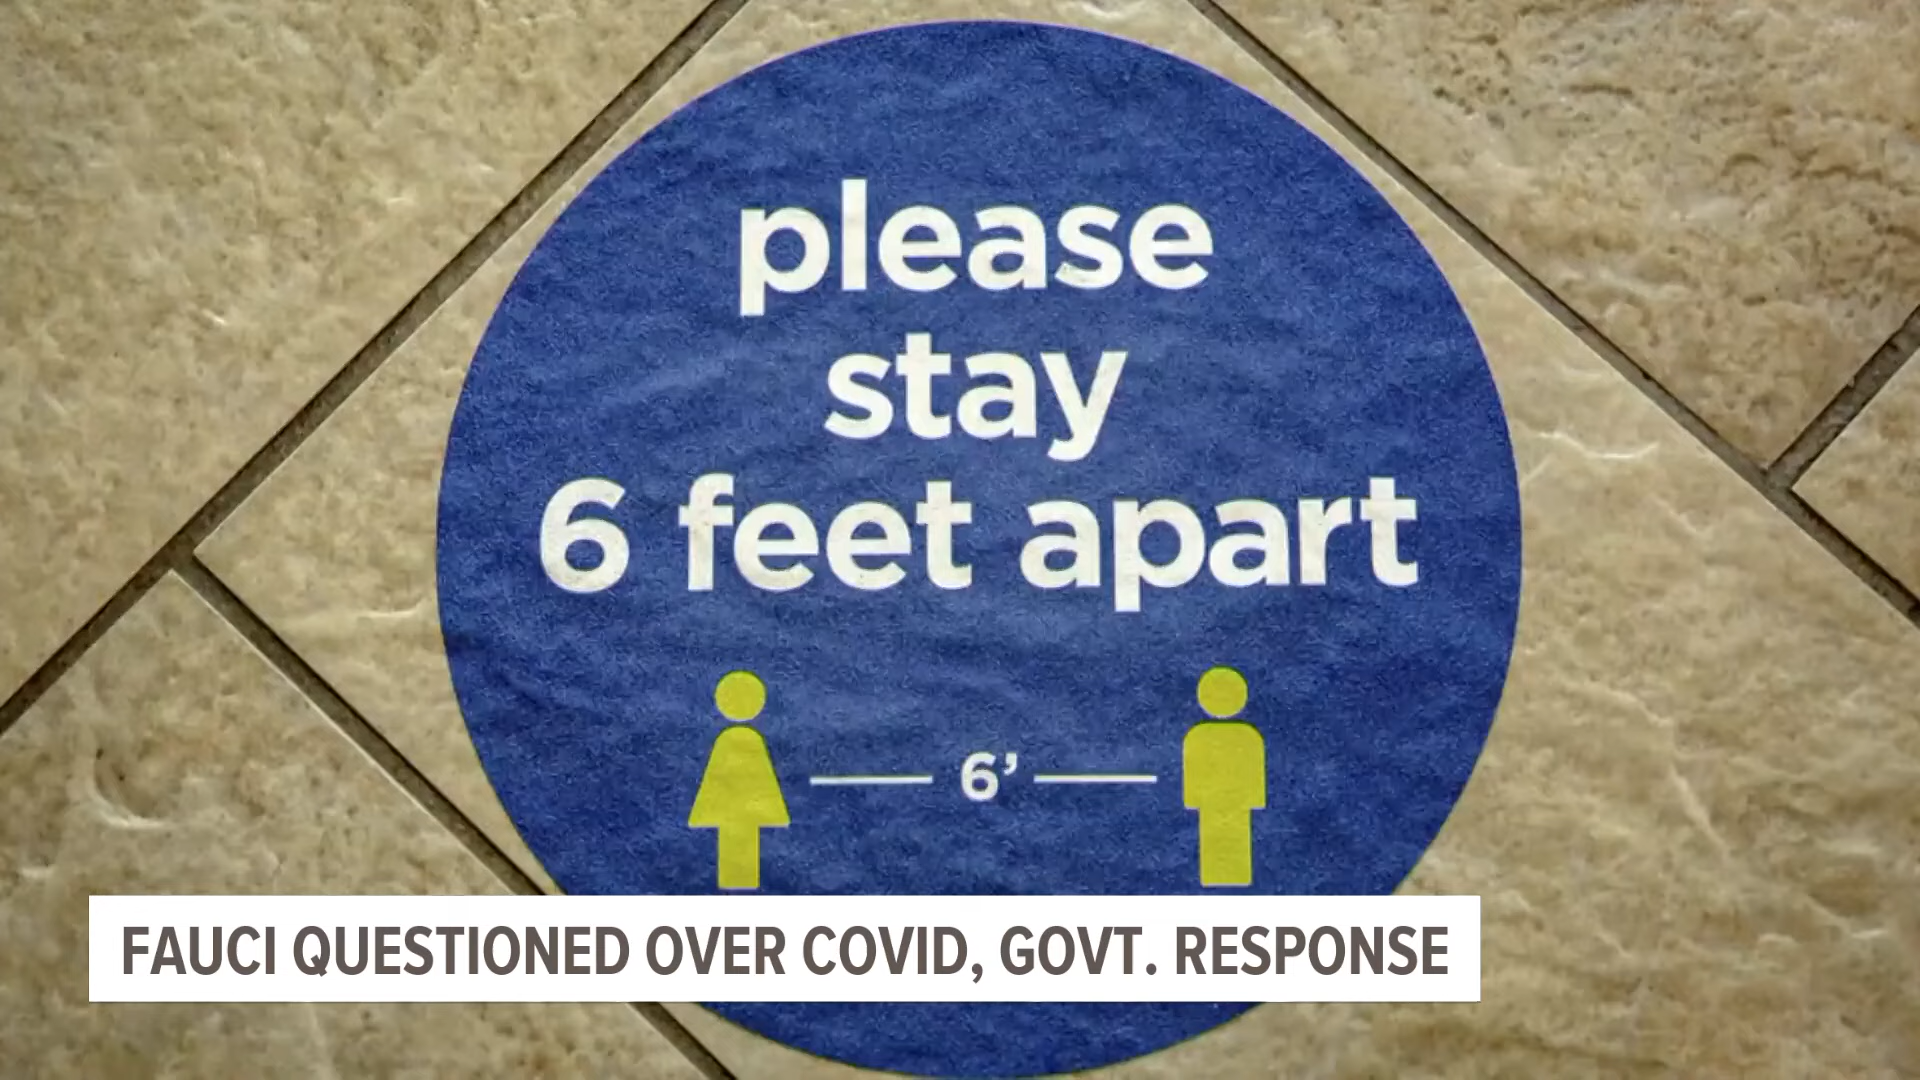 please
stay
6 feet apart
6’
FAUCI QUESTIONED OVER COVID, GOVT. RESPONSE